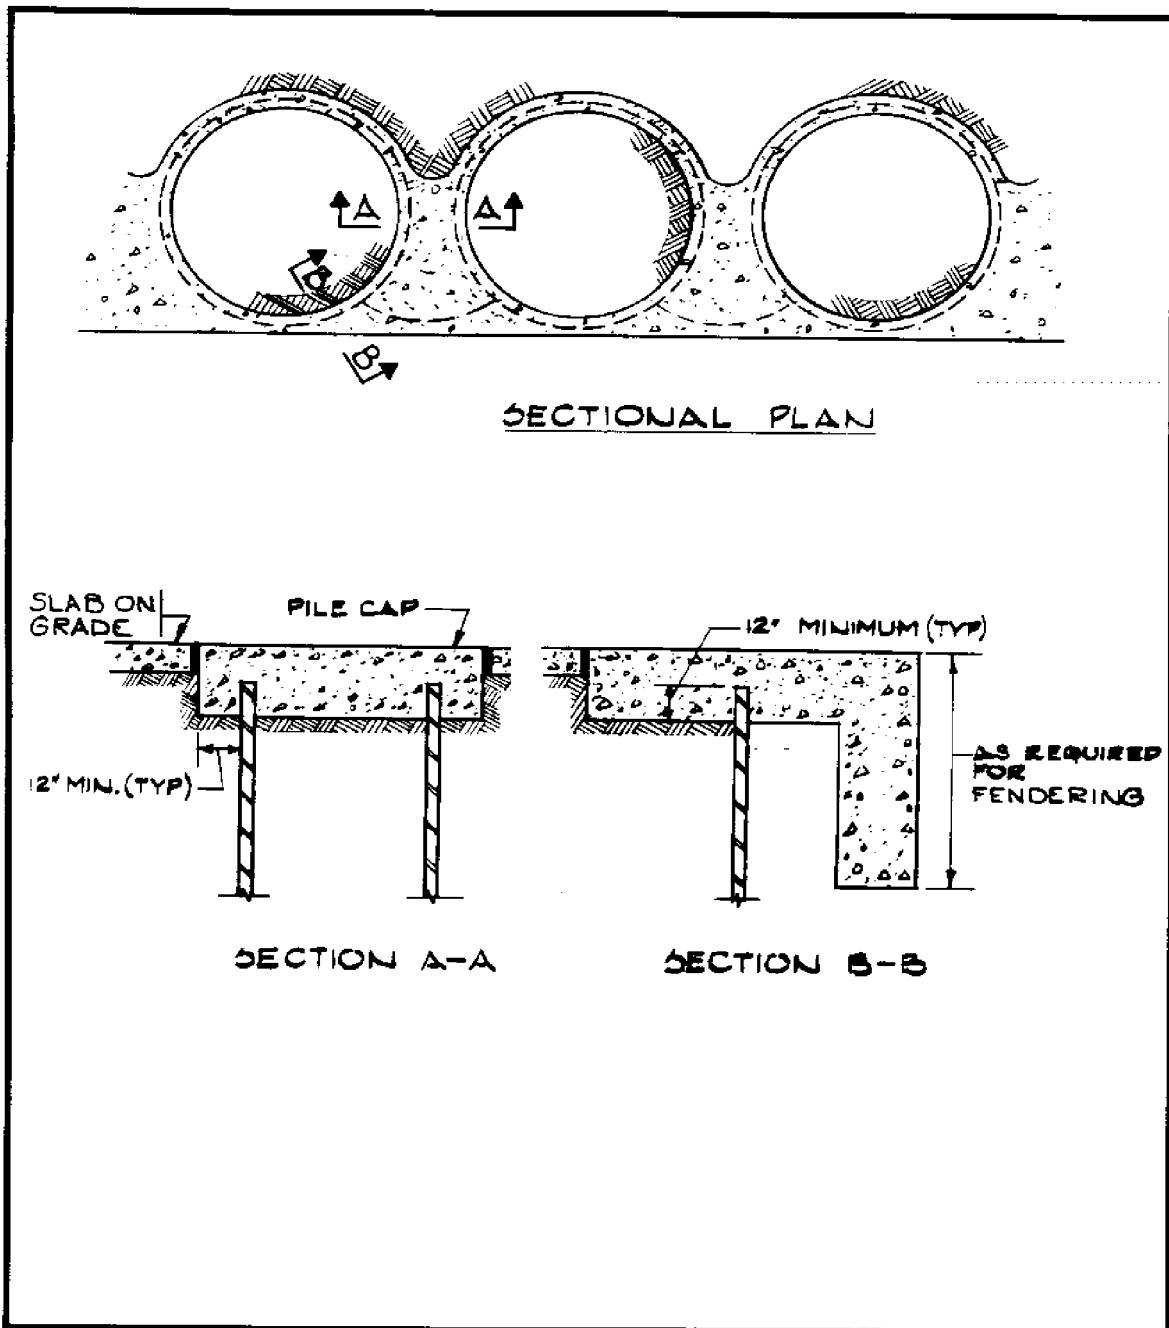 A
A
B
B
SECTIONAL PLAN
SLAB ON
GRADE
PILE CAP
12" MINIMUM (TYP)
12" MIN. (TYP)
AS REQUIRED
FOR
FENDERING
SECTION A-A
SECTION B-B